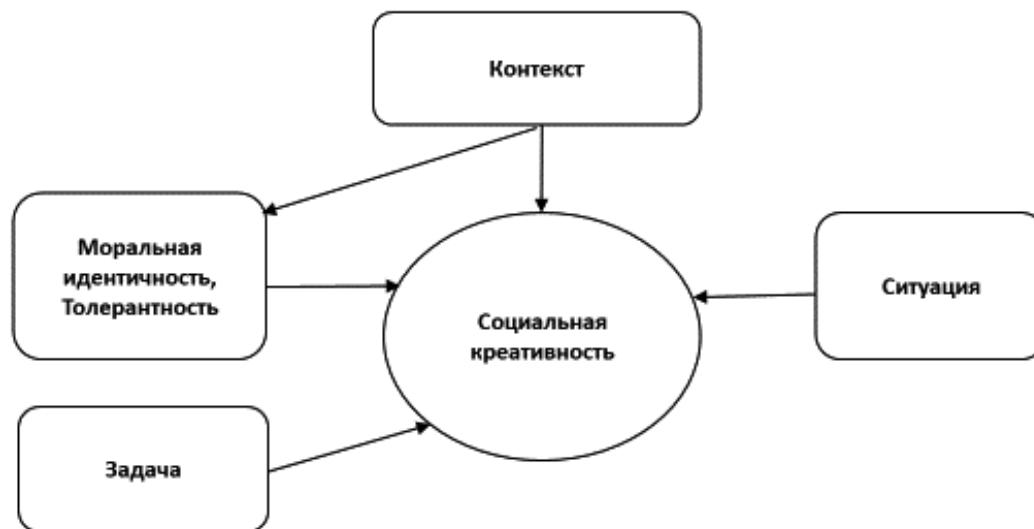 Контекст
Моральная
идентичность,
Толерантность
Ситуация
Социальная
креативность
Задача